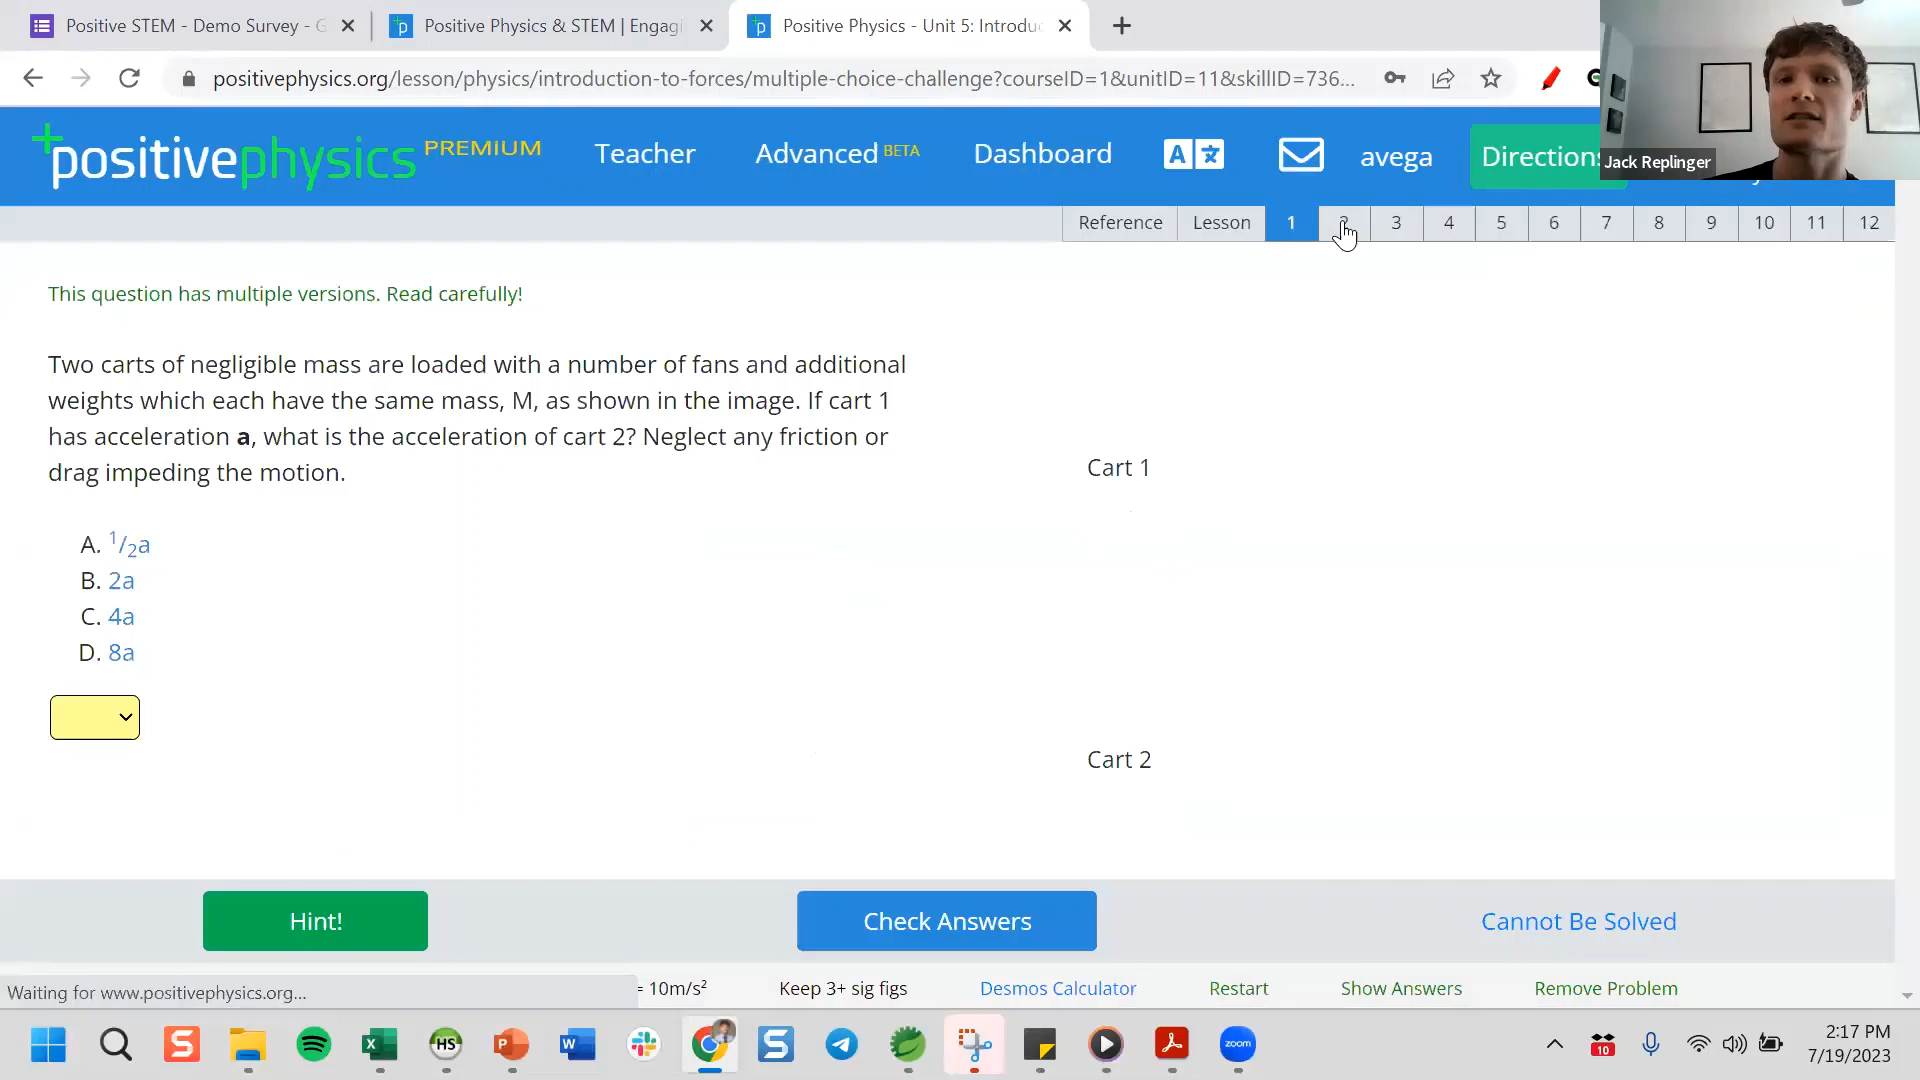 Positive STEM - Demo Survey - G
Positive Physics & STEM | Engagi
Positive Physics - Unit 5: Introduc
positivephysics.org/lesson/physics/introduction-to-forces/multiple-choice-challenge?courseID=1&unitID=11&skillID=736...
positivephysics PREMIUM
Teacher
Advanced BETA
Dashboard
avega
Directions
Jack Replinger
Reference
Lesson
1
2
3
4
5
6
7
8
9
10
11
12
This question has multiple versions. Read carefully!
Two carts of negligible mass are loaded with a number of fans and additional
weights which each have the same mass, M, as shown in the image. If cart 1
has acceleration a, what is the acceleration of cart 2? Neglect any friction or
drag impeding the motion.
A. 1/2a
B. 2a
C. 4a
D. 8a
Cart 1
Cart 2
Hint!
Check Answers
Cannot Be Solved
Waiting for www.positivephysics.org...
= 10m/s²
Keep 3+ sig figs
Desmos Calculator
Restart
Show Answers
Remove Problem
HS
zoom
10
2:17 PM
7/19/2023